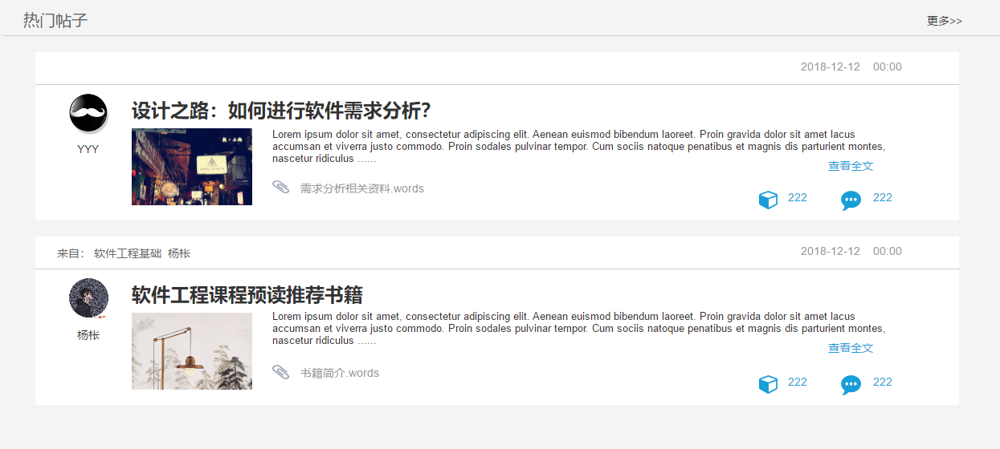 热门帖子
更多>>
2018-12-12 00:00
设计之路：如何进行软件需求分析？
YYY
Lorem ipsum dolor sit amet, consectetur adipiscing elit. Aenean euismod bibendum laoreet. Proin gravida dolor sit amet lacus
accumsan et viverra justo commodo. Proin sodales pulvinar tempor. Cum sociis natoque penatibus et magnis dis parturient montes,
nascetur ridiculus ......
查看全文
需求分析相关资料.words
222 222
来自： 软件工程基础 杨枨
2018-12-12 00:00
软件工程课程预读推荐书籍
杨枨
Lorem ipsum dolor sit amet, consectetur adipiscing elit. Aenean euismod bibendum laoreet. Proin gravida dolor sit amet lacus
accumsan et viverra justo commodo. Proin sodales pulvinar tempor. Cum sociis natoque penatibus et magnis dis parturient montes,
nascetur ridiculus ......
查看全文
书籍简介.words
222 222